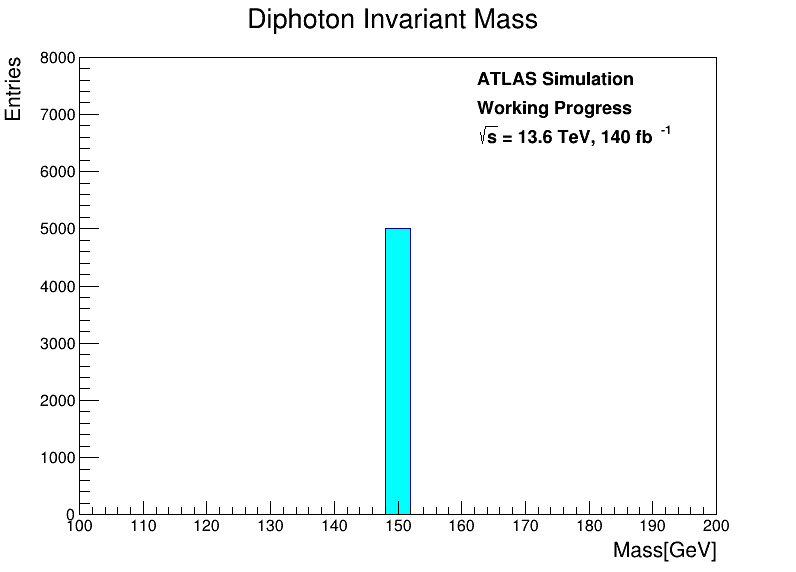 Diphoton Invariant Mass
Entries
8000
7000
6000
5000
4000
3000
2000
1000
0
ATLAS Simulation
Working Progress
√s = 13.6 TeV, 140 fb -1
100 110 120 130 140 150 160 170 180 190 200
Mass[GeV]